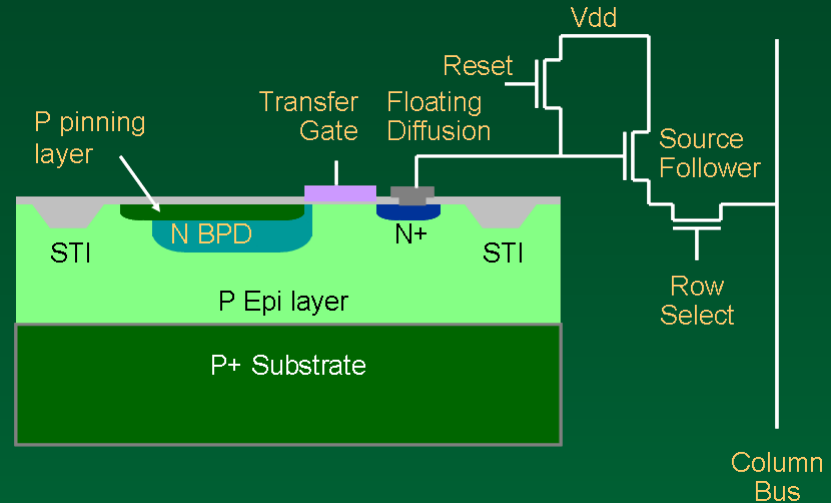 Vdd
Reset
Transfer
Gate
Floating
Diffusion
P pinning
layer
Source
Follower
N BPD
N+
STI
STI
P Epi layer
Row
Select
P+ Substrate
Column
Bus